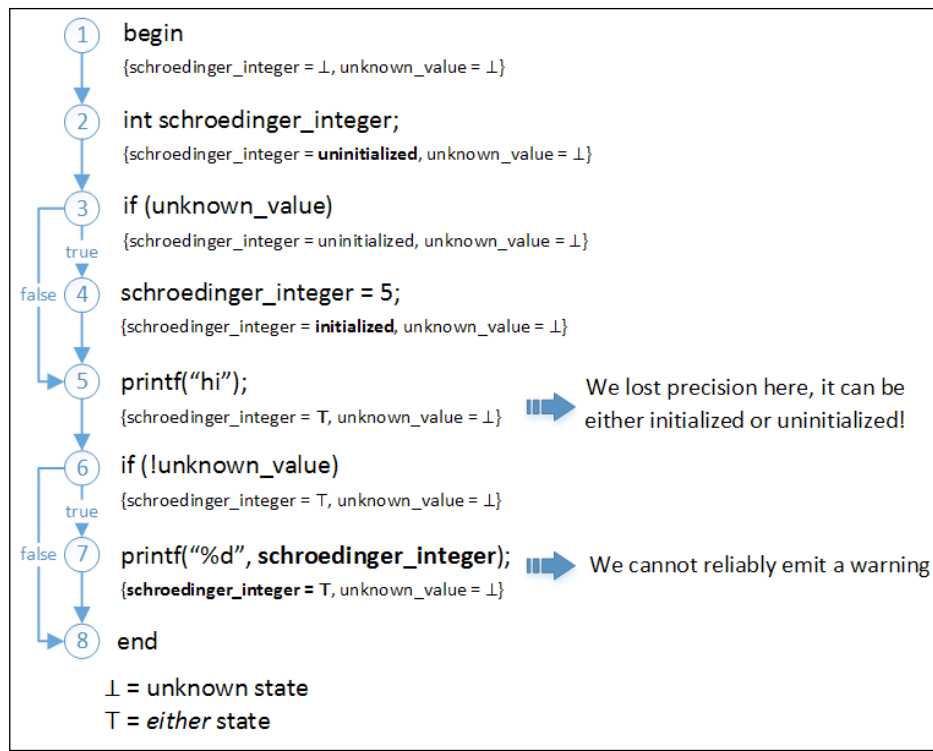 1 begin
{schroedinger_integer = ⊥, unknown_value = ⊥}
2 int schroedinger_integer;
{schroedinger_integer = uninitialized, unknown_value = ⊥}
3 if (unknown_value)
{schroedinger_integer = uninitialized, unknown_value = ⊥}
true
false 4 schroedinger_integer = 5;
{schroedinger_integer = initialized, unknown_value = ⊥}
5 printf(“hi”);
{schroedinger_integer = T, unknown_value = ⊥}
We lost precision here, it can be
either initialized or uninitialized!
6 if (!unknown_value)
{schroedinger_integer = T, unknown_value = ⊥}
true
false 7 printf(“%d”, schroedinger_integer);
{schroedinger_integer = T, unknown_value = ⊥}
We cannot reliably emit a warning
8 end
⊥ = unknown state
T = either state